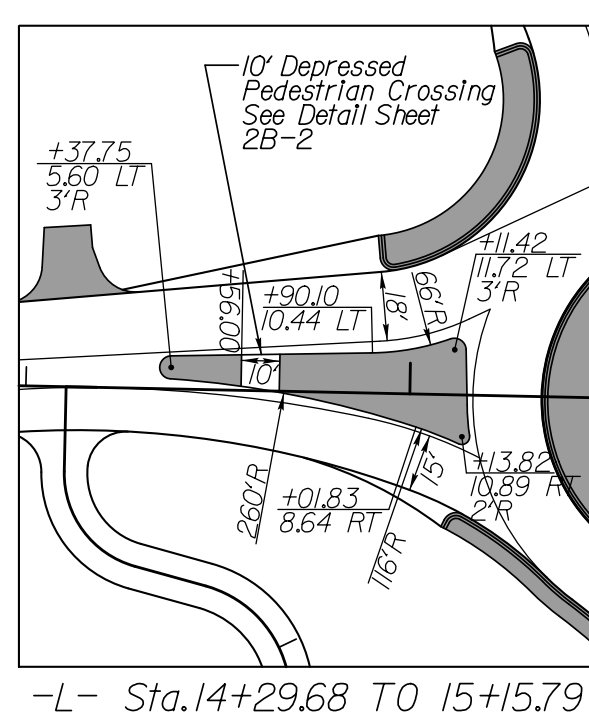 10' Depressed
Pedestrian Crossing
See Detail Sheet
2B-2
+37.75
5.60 LT
3'R
+56.00
+90.10
10.44 LT
18'
66'R
+11.42
11.72 LT
3'R
10'
260'R
+01.83
8.64 RT
116'R
15'
+13.82
10.89 RT
2'R
-L- Sta.14+29.68 TO 15+15.79